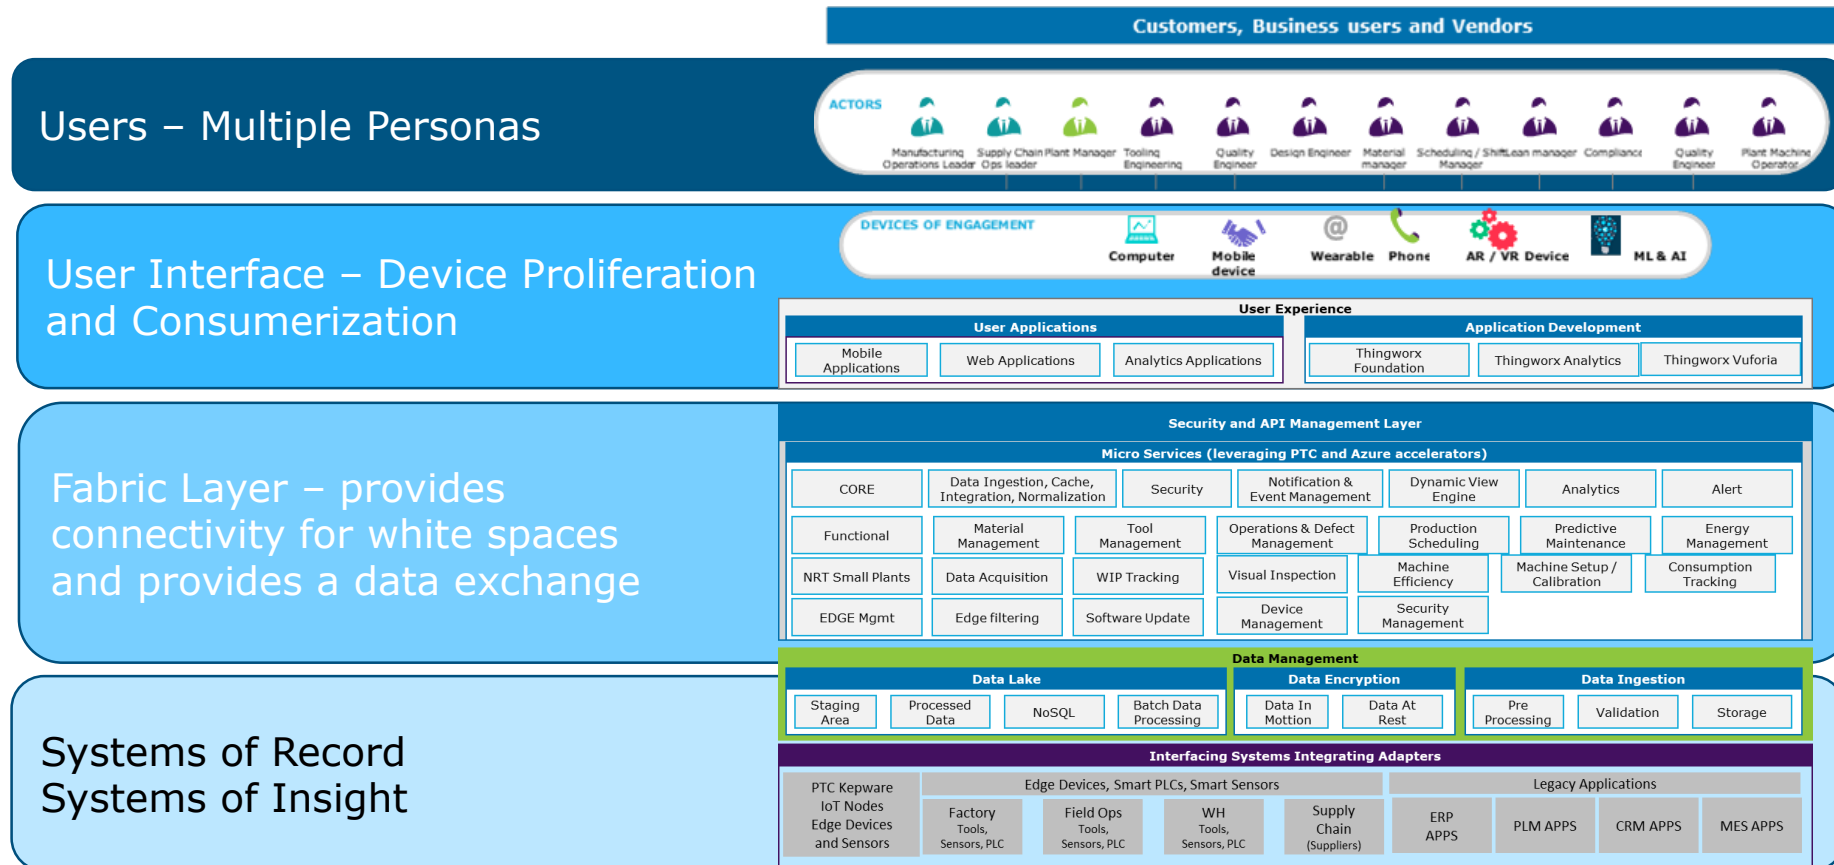 Customers, Business users and Vendors
Users – Multiple Personas
ACTORS
Manufacturing
Operations Leader
Supply Chain
Ops leader
Plant Manager
Tooling
Engineering
Quality
Engineer
Design Engineer
Material
manager
Scheduling / Shift
Manager
Lean manager
Compliance
Quality
Engineer
Plant Machine
Operator
User Interface – Device Proliferation
and Consumerization
DEVICES OF ENGAGEMENT
Computer
Mobile
device
@
Wearable
Phone
AR / VR Device
ML & AI
User Experience
User Applications
Mobile
Applications
Web Applications
Analytics Applications
Application Development
Thingworx
Foundation
Thingworx Analytics
Thingworx Vuforia
Fabric Layer – provides
connectivity for white spaces
and provides a data exchange
Security and API Management Layer
Micro Services (leveraging PTC and Azure accelerators)
CORE
Data Ingestion, Cache,
Integration, Normalization
Security
Notification &
Event Management
Dynamic View
Engine
Analytics
Alert
Functional
Material
Management
Tool
Management
Operations & Defect
Management
Production
Scheduling
Predictive
Maintenance
Energy
Management
NRT Small Plants
Data Acquisition
WIP Tracking
Visual Inspection
Machine
Efficiency
Machine Setup /
Calibration
Consumption
Tracking
EDGE Mgmt
Edge filtering
Software Update
Device
Management
Security
Management
Systems of Record
Systems of Insight
Data Management
Data Lake
Staging
Area
Processed
Data
NoSQL
Batch Data
Processing
Data Encryption
Data In
Mottion
Data At
Rest
Data Ingestion
Pre
Processing
Validation
Storage
Interfacing Systems Integrating Adapters
PTC Kepware
IoT Nodes
Edge Devices
and Sensors
Edge Devices, Smart PLCs, Smart Sensors
Factory
Tools,
Sensors, PLC
Field Ops
Tools,
Sensors, PLC
WH
Tools,
Sensors, PLC
Supply
Chain
(Suppliers)
Legacy Applications
ERP
APPS
PLM APPS
CRM APPS
MES APPS